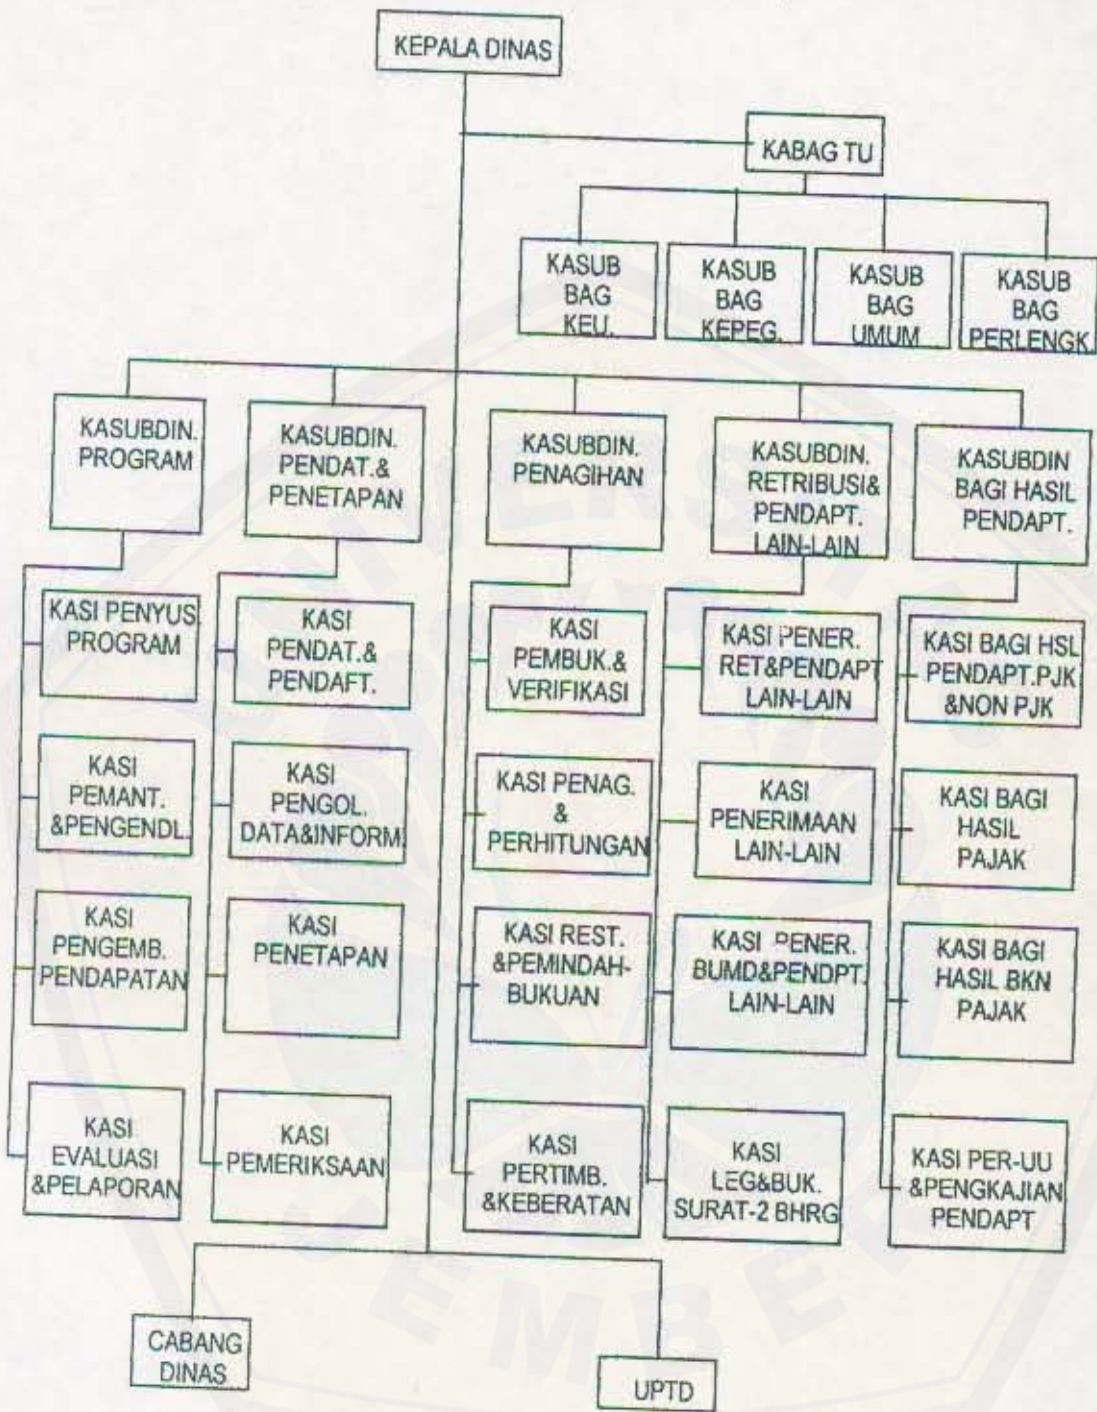 KEPALA DINAS
KABAG TU
KASUB
BAG
KEU.
KASUB
BAG
KEPEG.
KASUB
BAG
UMUM
KASUB
BAG
PERLENGK.
KASUBDIN.
PROGRAM
KASUBDIN.
PENDAT.&
PENETAPAN
KASUBDIN.
PENAGIHAN
KASUBDIN.
RETRIBUSI&
PENDAPT.
LAIN-LAIN
KASUBDIN
BAGI HASIL
PENDAPT.
KASI PENYUS.
PROGRAM
KASI
PENDAT.&
PENDAFT.
KASI
PEMBUK.&
VERIFIKASI
KASI PENER.
RET&PENDAPT
LAIN-LAIN
KASI BAGI HSL
PENDAPT.PJK
&NON PJK
KASI
PEMANT.
&PENGENDL.
KASI
PENGOL.
DATA&INFORM.
KASI PENAG.
&
PERHITUNGAN
KASI
PENERIMAAN
LAIN-LAIN
KASI BAGI
HASIL
PAJAK
KASI
PENGEMB.
PENDAPATAN
KASI
PENETAPAN
KASI REST.
&PEMINDAH-
BUKUAN
KASI PENER.
BUMD&PENDPT.
LAIN-LAIN
KASI BAGI
HASIL BKN
PAJAK
KASI
EVALUASI
&PELAPORAN
KASI
PEMERIKSAAN
KASI
PERTIMB.
&KEBERATAN
KASI
LEG&BUK.
SURAT-2 BHRG
KASI PER-UU
&PENGKAJIAN
PENDAPT
CABANG
DINAS
UPTD
UNIVERSITAS
JEMBER